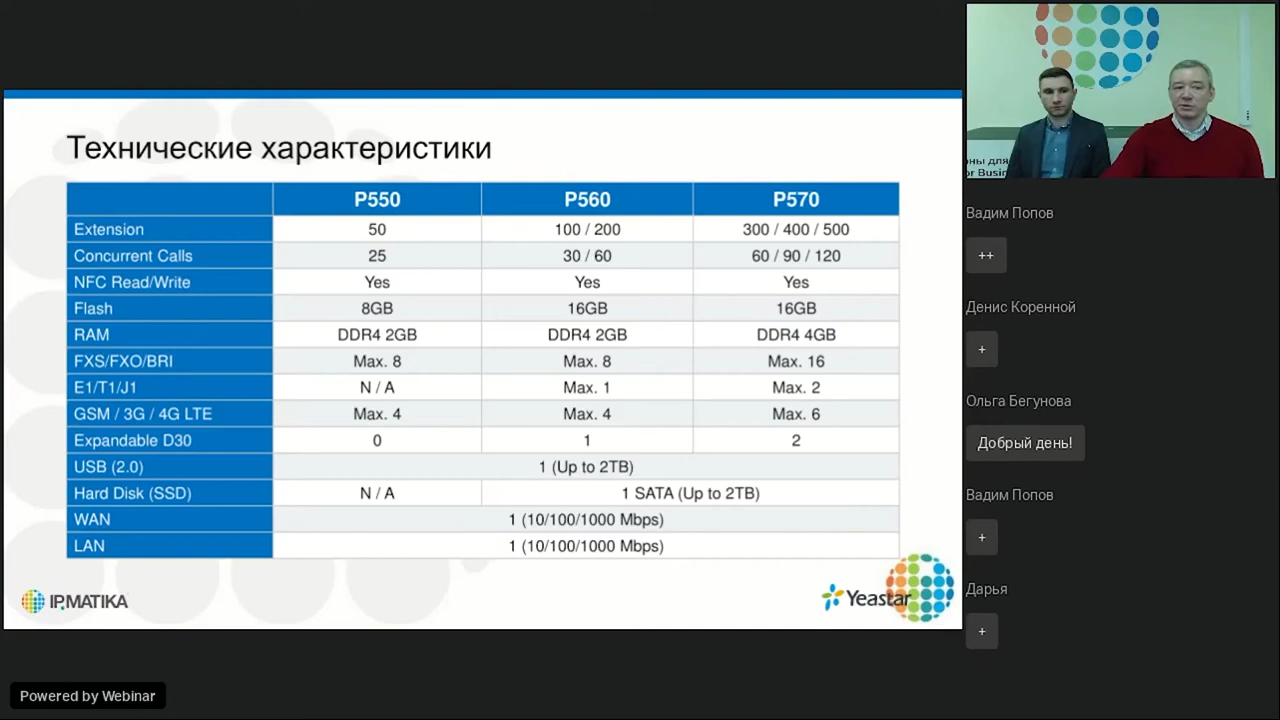 Технические характеристики
P550 P560 P570
Extension 50 100 / 200 300 / 400 / 500
Concurrent Calls 25 30 / 60 60 / 90 / 120
NFC Read/Write Yes Yes Yes
Flash 8GB 16GB 16GB
RAM DDR4 2GB DDR4 2GB DDR4 4GB
FXS/FXO/BRI Max. 8 Max. 8 Max. 16
E1/T1/J1 N / A Max. 1 Max. 2
GSM / 3G / 4G LTE Max. 4 Max. 4 Max. 6
Expandable D30 0 1 2
USB (2.0) 1 (Up to 2TB)
Hard Disk (SSD) N / A 1 SATA (Up to 2TB)
WAN 1 (10/100/1000 Mbps)
LAN 1 (10/100/1000 Mbps)
IPMATIKA
Yeastar
Powered by Webinar
ны для
or Busin
Вадим Попов
++
Денис Коренной
+
Ольга Бегунова
Добрый день!
Вадим Попов
+
Дарья
+